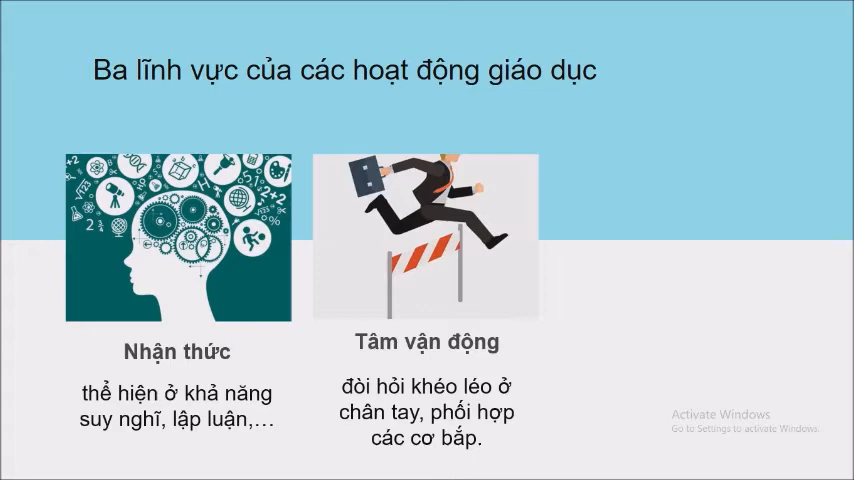 Ba lĩnh vực của các hoạt động giáo dục
Nhận thức
thể hiện ở khả năng
suy nghĩ, lập luận,…
Tâm vận động
đòi hỏi khéo léo ở
chân tay, phối hợp
các cơ bắp.
Activate Windows
Go to Settings to activate Windows.